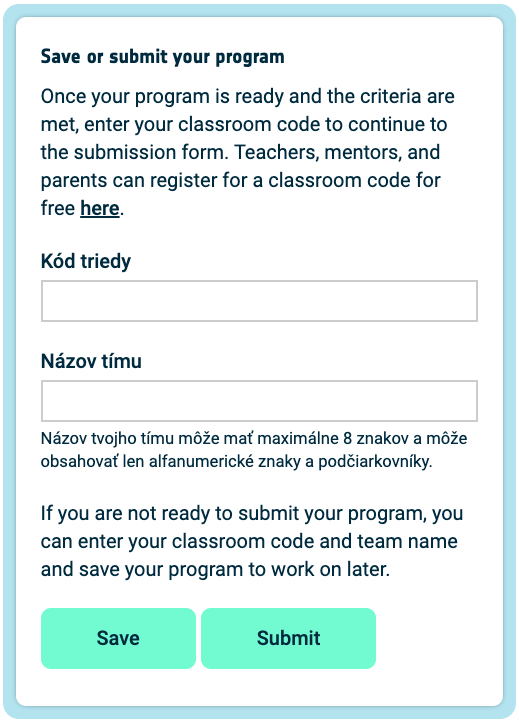 Save or submit your program
Once your program is ready and the criteria are
met, enter your classroom code to continue to
the submission form. Teachers, mentors, and
parents can register for a classroom code for
free here.
Kód triedy
Názov tímu
Názov tvojho tímu môže mať maximálne 8 znakov a môže
obsahovať len alfanumerické znaky a podčiarkovníky.
If you are not ready to submit your program, you
can enter your classroom code and team name
and save your program to work on later.
Save Submit